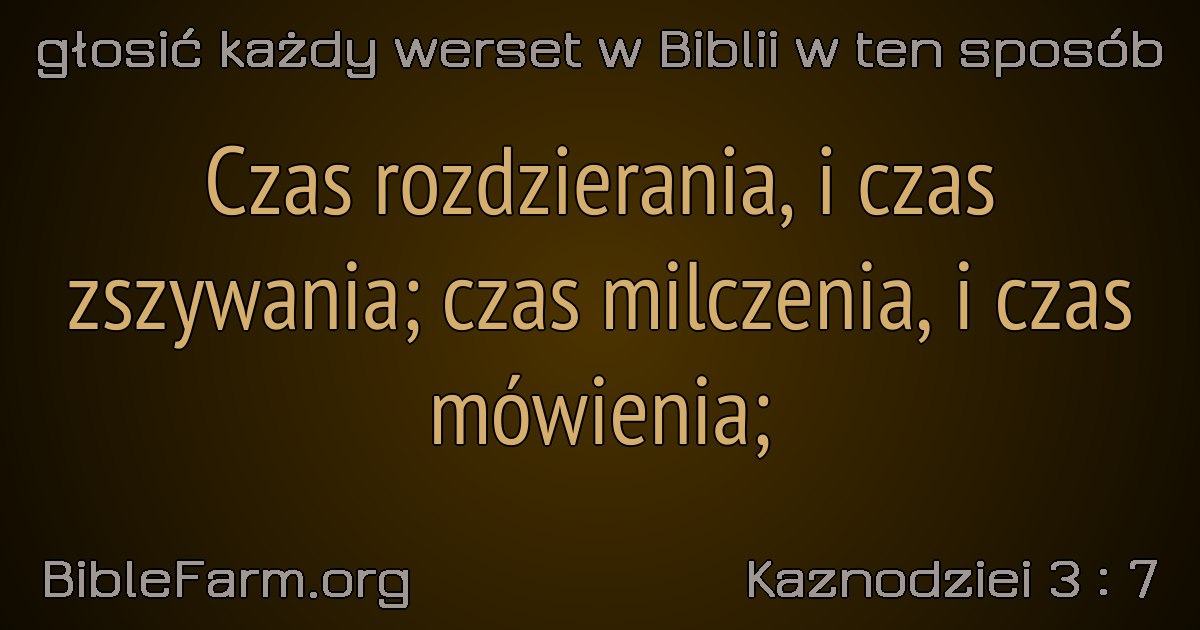 głosić każdy werset w Biblii w ten sposób
Czas rozdzierania, i czas
zszywania; czas milczenia, i czas
mówienia;
BibleFarm.org
Kaznodziei 3 : 7